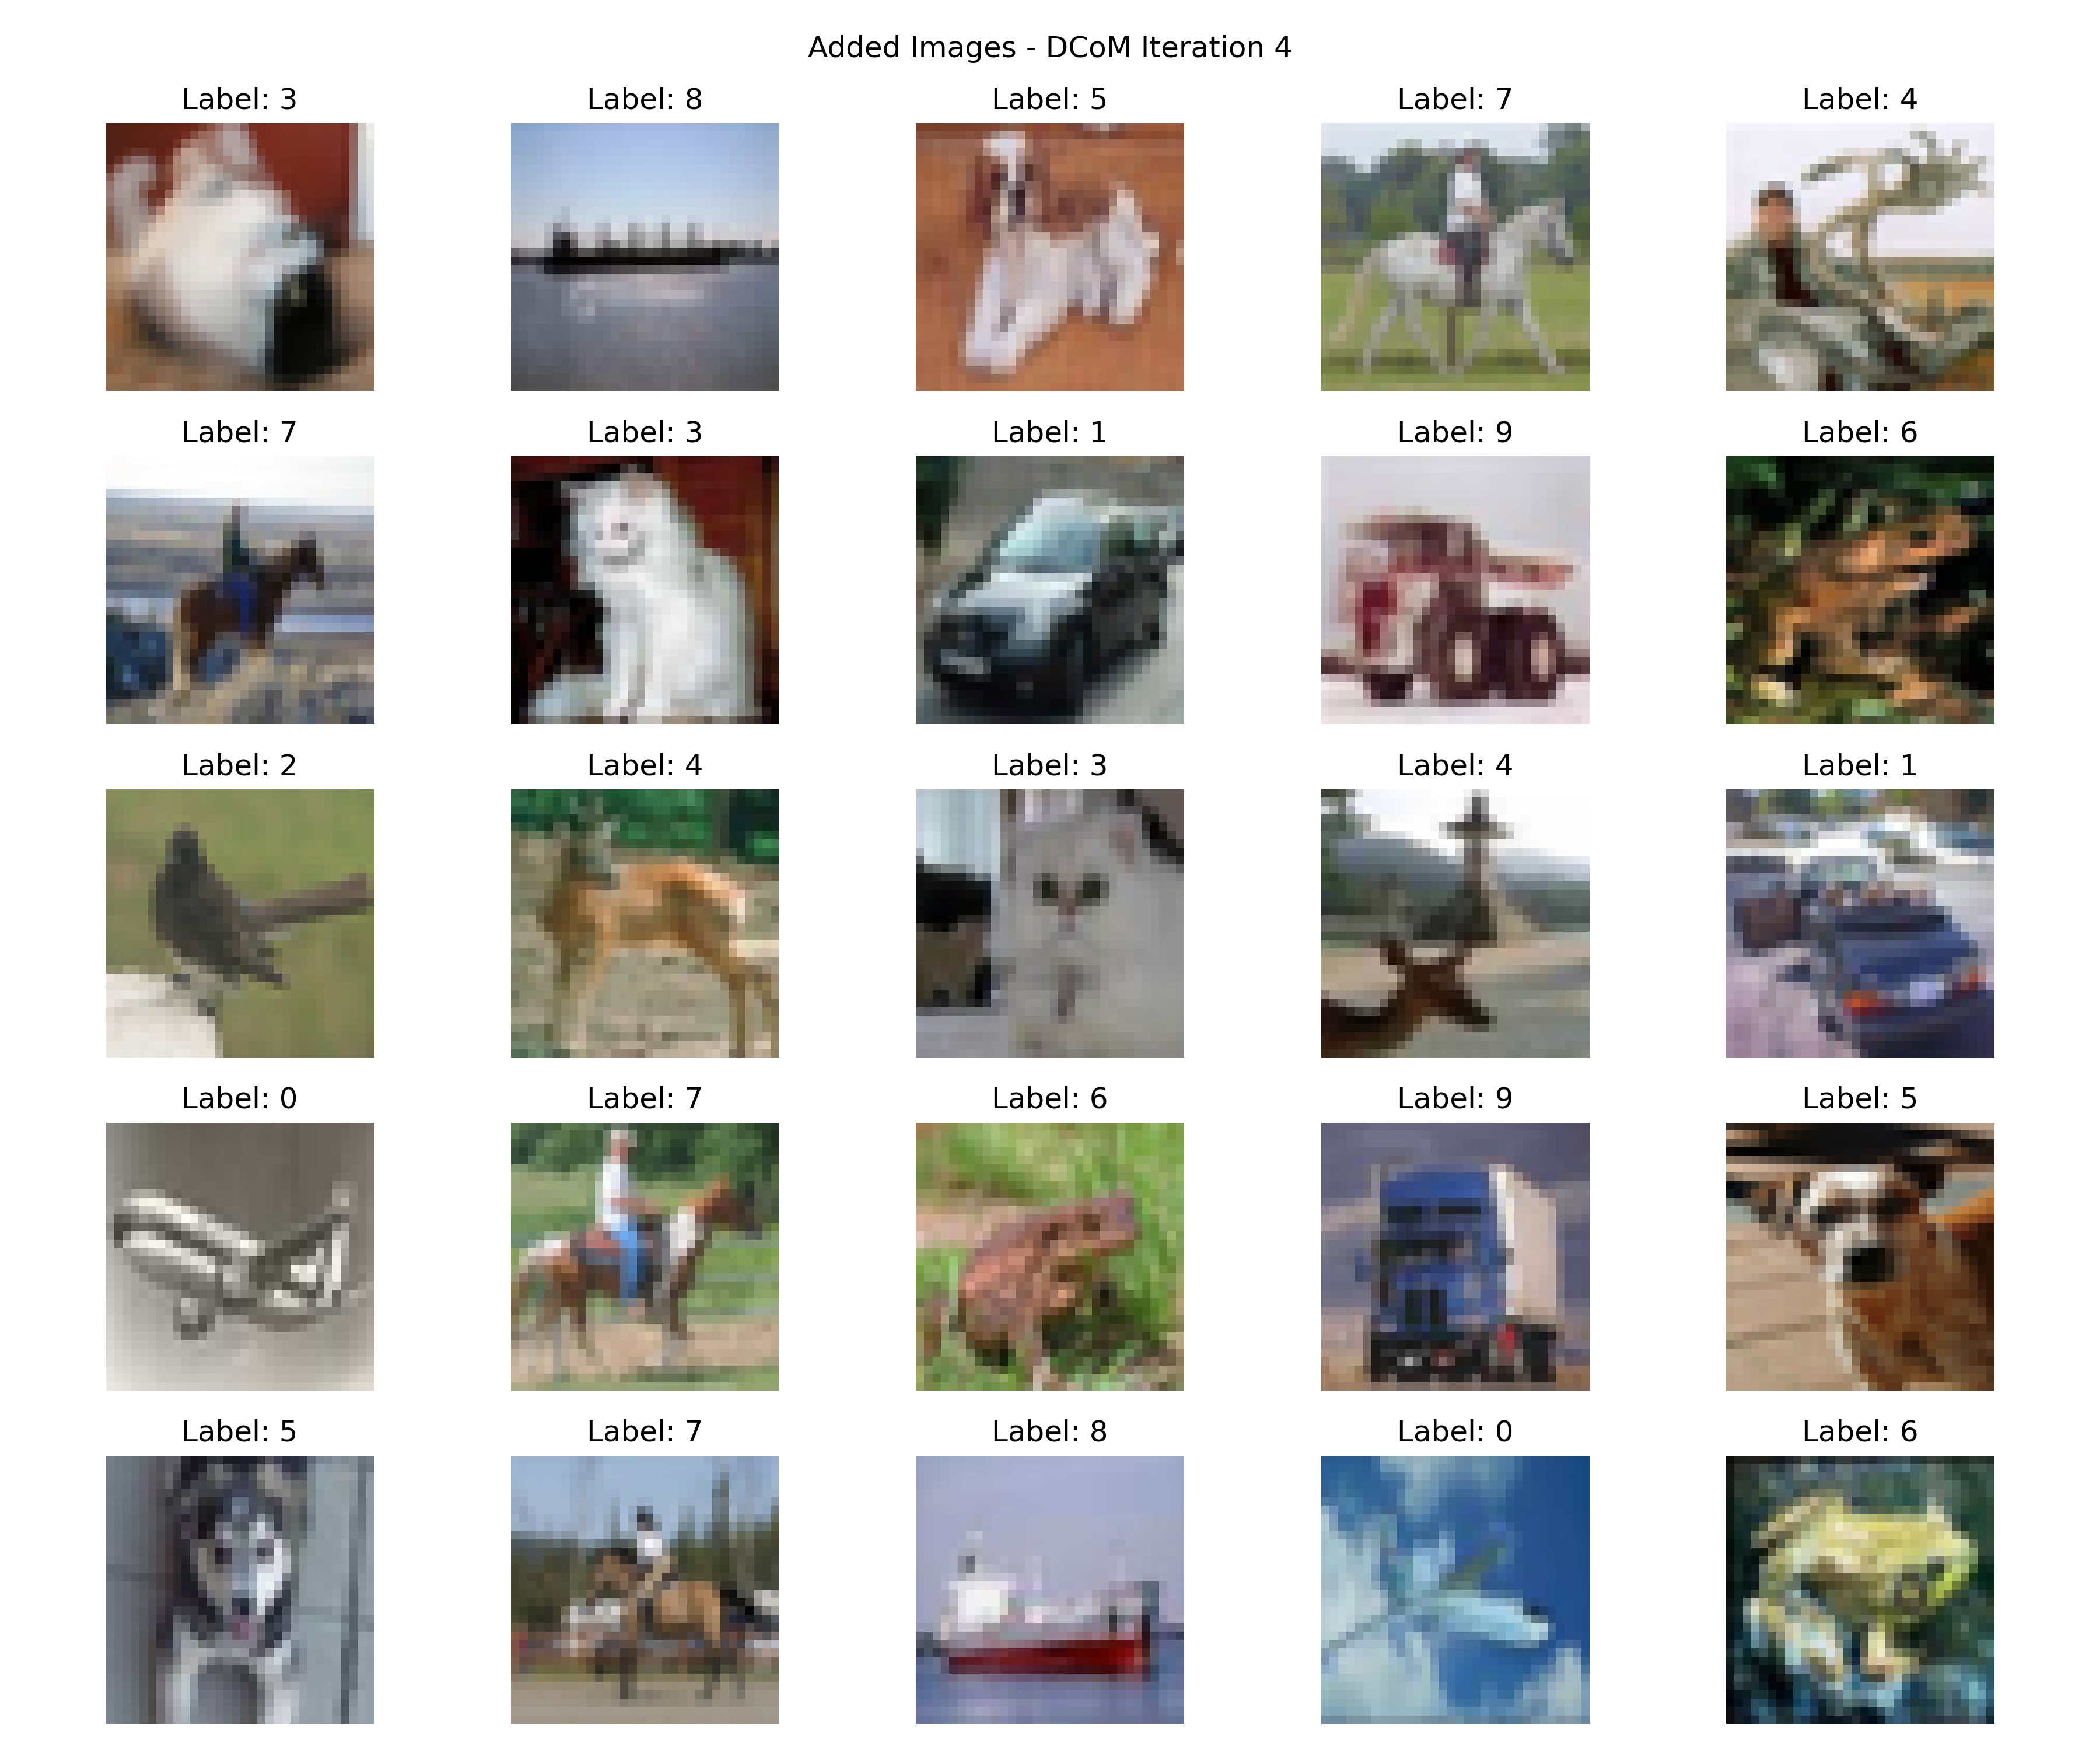 Added Images - DCoM Iteration 4
Label: 3 Label: 8 Label: 5 Label: 7 Label: 4
Label: 7 Label: 3 Label: 1 Label: 9 Label: 6
Label: 2 Label: 4 Label: 3 Label: 4 Label: 1
Label: 0 Label: 7 Label: 6 Label: 9 Label: 5
Label: 5 Label: 7 Label: 8 Label: 0 Label: 6